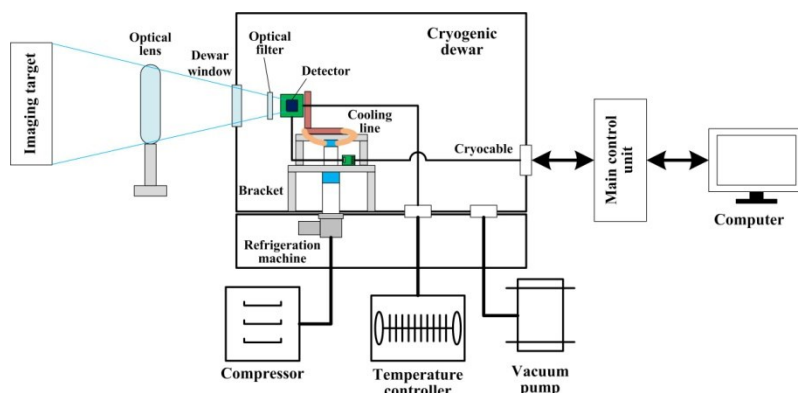 Imaging target
Optical
lens
Dewar
window
Optical
filter
Detector
Cryogenic
dewar
Cooling
line
Cryocable
Bracket
Refrigeration
machine
Main control
unit
Computer
Compressor
Temperature
controller
Vacuum
pump